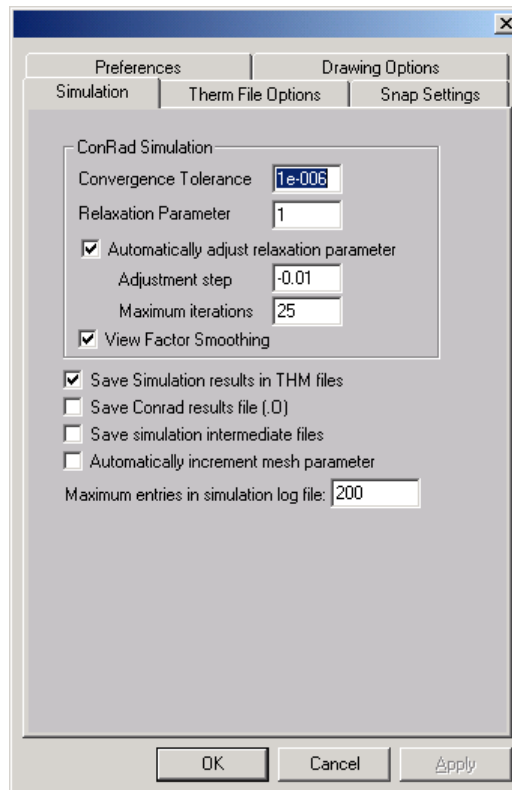 Preferences
Drawing Options
Simulation
Therm File Options
Snap Settings
ConRad Simulation
Convergence Tolerance 1e-006
Relaxation Parameter 1
Automatically adjust relaxation parameter
Adjustment step -0.01
Maximum iterations 25
View Factor Smoothing
Save Simulation results in THM files
Save Conrad results file (.O)
Save simulation intermediate files
Automatically increment mesh parameter
Maximum entries in simulation log file: 200
OK
Cancel
Apply